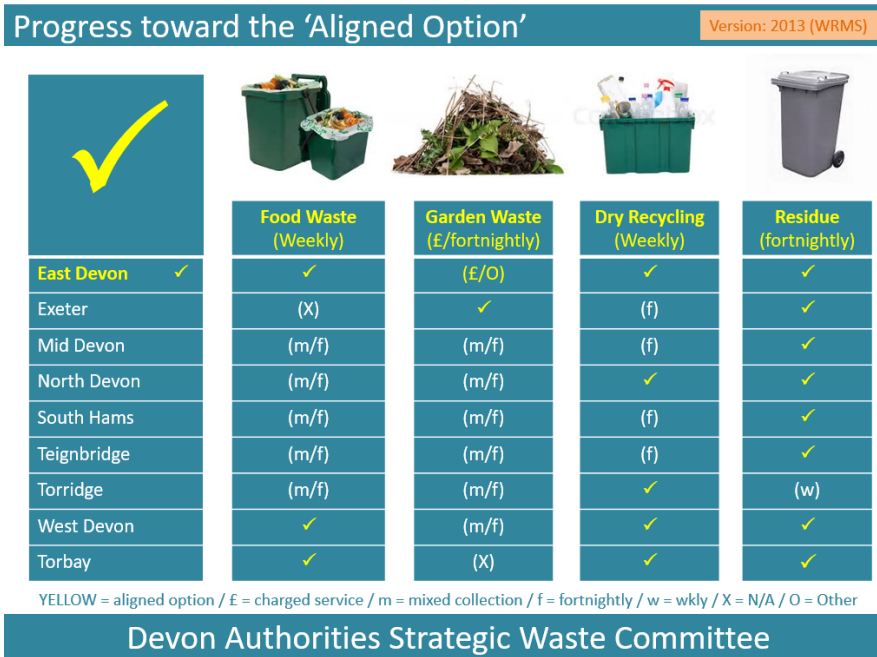 Progress toward the ‘Aligned Option’
Version: 2013 (WRMS)
Food Waste (Weekly) Garden Waste (£/fortnightly) Dry Recycling (Weekly) Residue (fortnightly)
East Devon ✓ ✓ (£/O) ✓ ✓
Exeter (X) ✓ (f) ✓
Mid Devon (m/f) (m/f) (f) ✓
North Devon (m/f) (m/f) ✓ ✓
South Hams (m/f) (m/f) (f) ✓
Teignbridge (m/f) (m/f) (f) ✓
Torridge (m/f) (m/f) ✓ (w)
West Devon ✓ (m/f) ✓ ✓
Torbay ✓ (X) ✓ ✓
YELLOW = aligned option / £ = charged service / m = mixed collection / f = fortnightly / w = wkly / X = N/A / O = Other
Devon Authorities Strategic Waste Committee